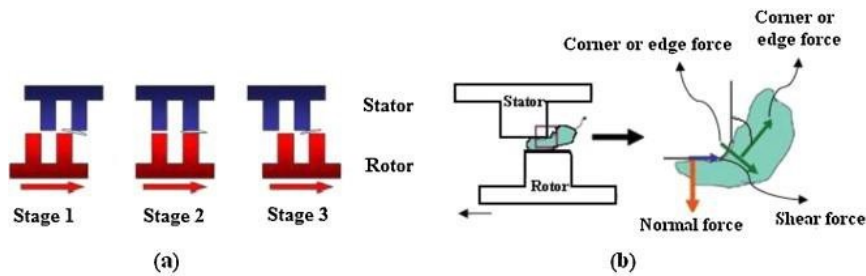 Stator
Rotor
Stage 1
Stage 2
Stage 3
(a)
Stator
Rotor
Corner or edge force
Corner or
edge force
Normal force
Shear force
(b)